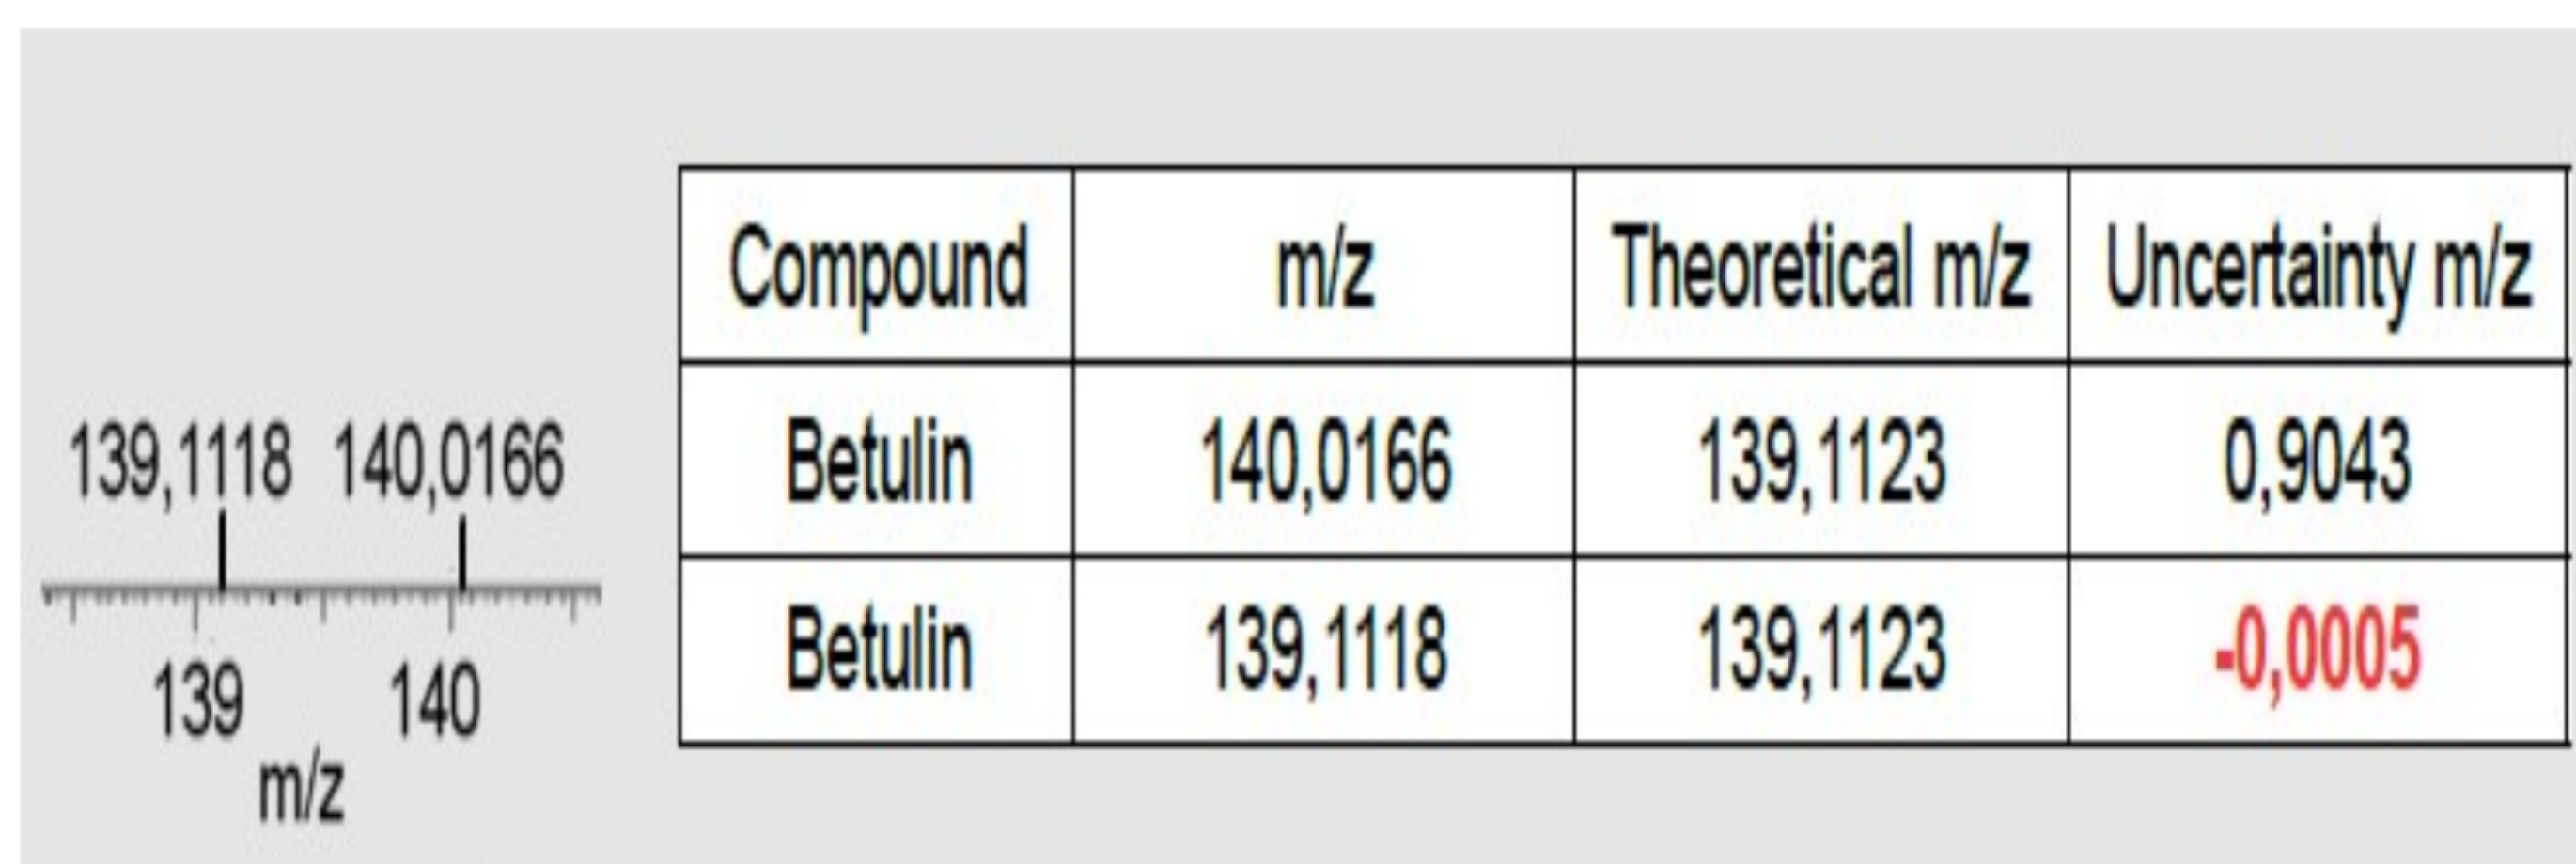 139,1118 140,0166
139 140
m/z
Compound m/z Theoretical m/z Uncertainty m/z
Betulin 140,0166 139,1123 0,9043
Betulin 139,1118 139,1123 -0,0005